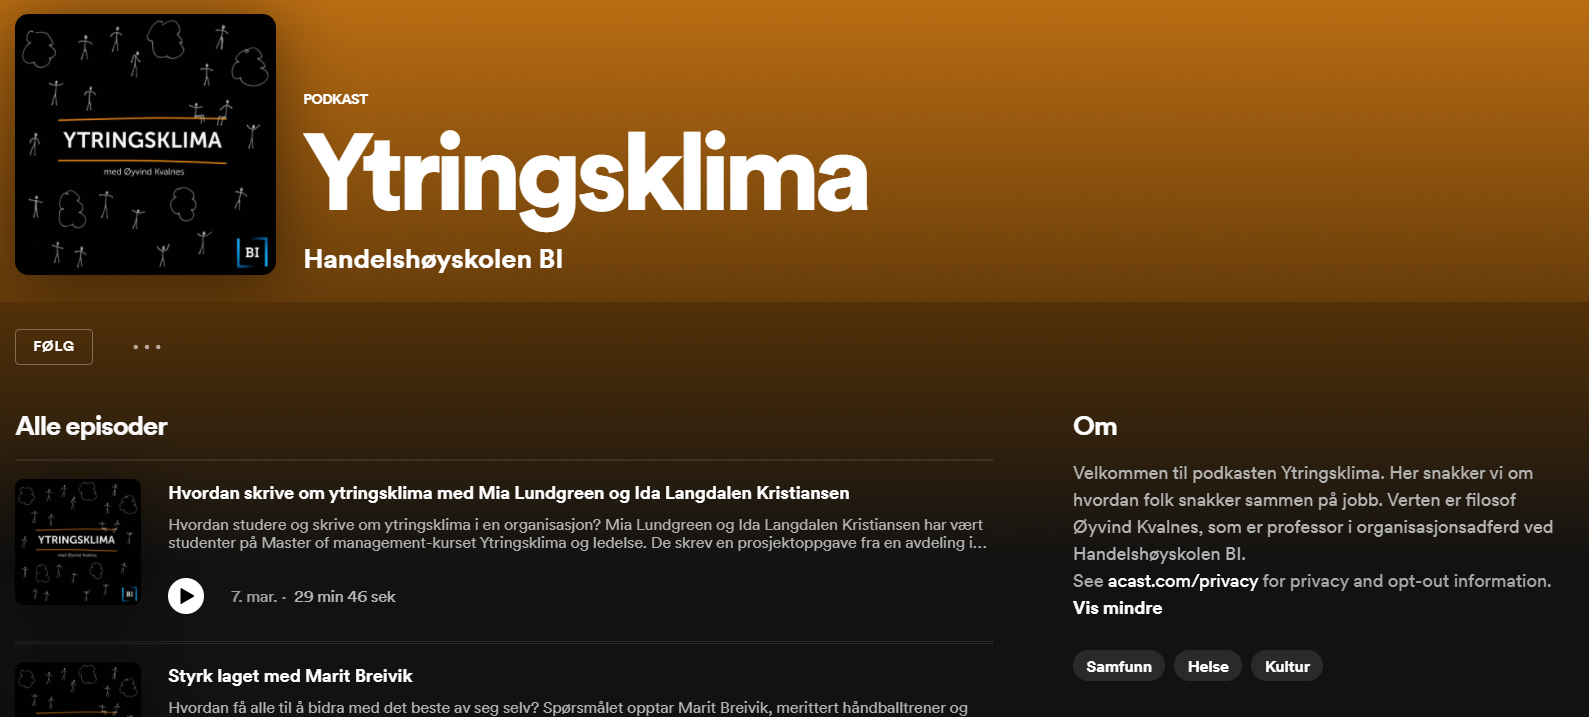 YTRINGSKLIMA
med Øyvind Kvalnes
BI
PODKAST
Ytringsklima
Handelshøyskolen BI
FØLG
Alle episoder
YTRINGSKLIMA
med Øyvind Kvalnes
BI
Hvordan skrive om ytringsklima med Mia Lundgreen og Ida Langdalen Kristiansen
Hvordan studere og skrive om ytringsklima i en organisasjon? Mia Lundgreen og Ida Langdalen Kristiansen har vært
studenter på Master of management-kurset Ytringsklima og ledelse. De skrev en prosjektoppgave fra en avdeling i...
7. mar. · 29 min 46 sek
Styrk laget med Marit Breivik
Hvordan få alle til å bidra med det beste av seg selv? Spørsmålet opptar Marit Breivik, merittert håndballtrener og
Om
Velkommen til podkasten Ytringsklima. Her snakker vi om
hvordan folk snakker sammen på jobb. Verten er filosof
Øyvind Kvalnes, som er professor i organisasjonsadferd ved
Handelshøyskolen BI.
See acast.com/privacy for privacy and opt-out information.
Vis mindre
Samfunn Helse Kultur